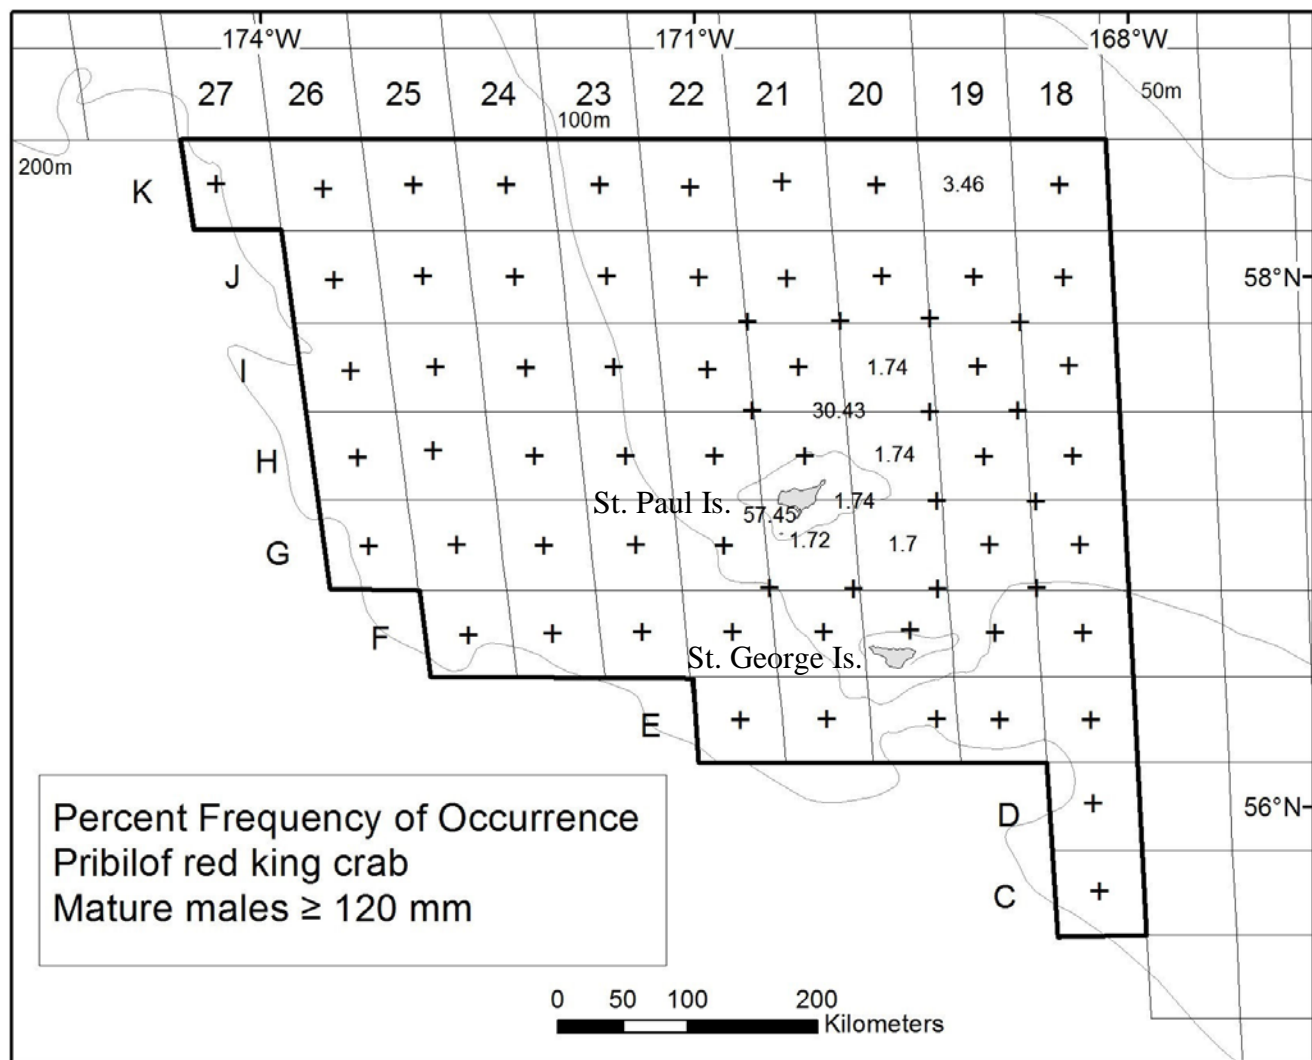 174°W 171°W 168°W
27 26 25 24 23 22 21 20 19 18
50m
100m
200m
K 3.46
J 58°N
I 1.74
30.43
H 1.74
St. Paul Is. 1.74
57.45
G 1.72 1.7
F
St. George Is.
E
D 56°N
C
Percent Frequency of Occurrence
Pribilof red king crab
Mature males ≥ 120 mm
0 50 100 200
Kilometers